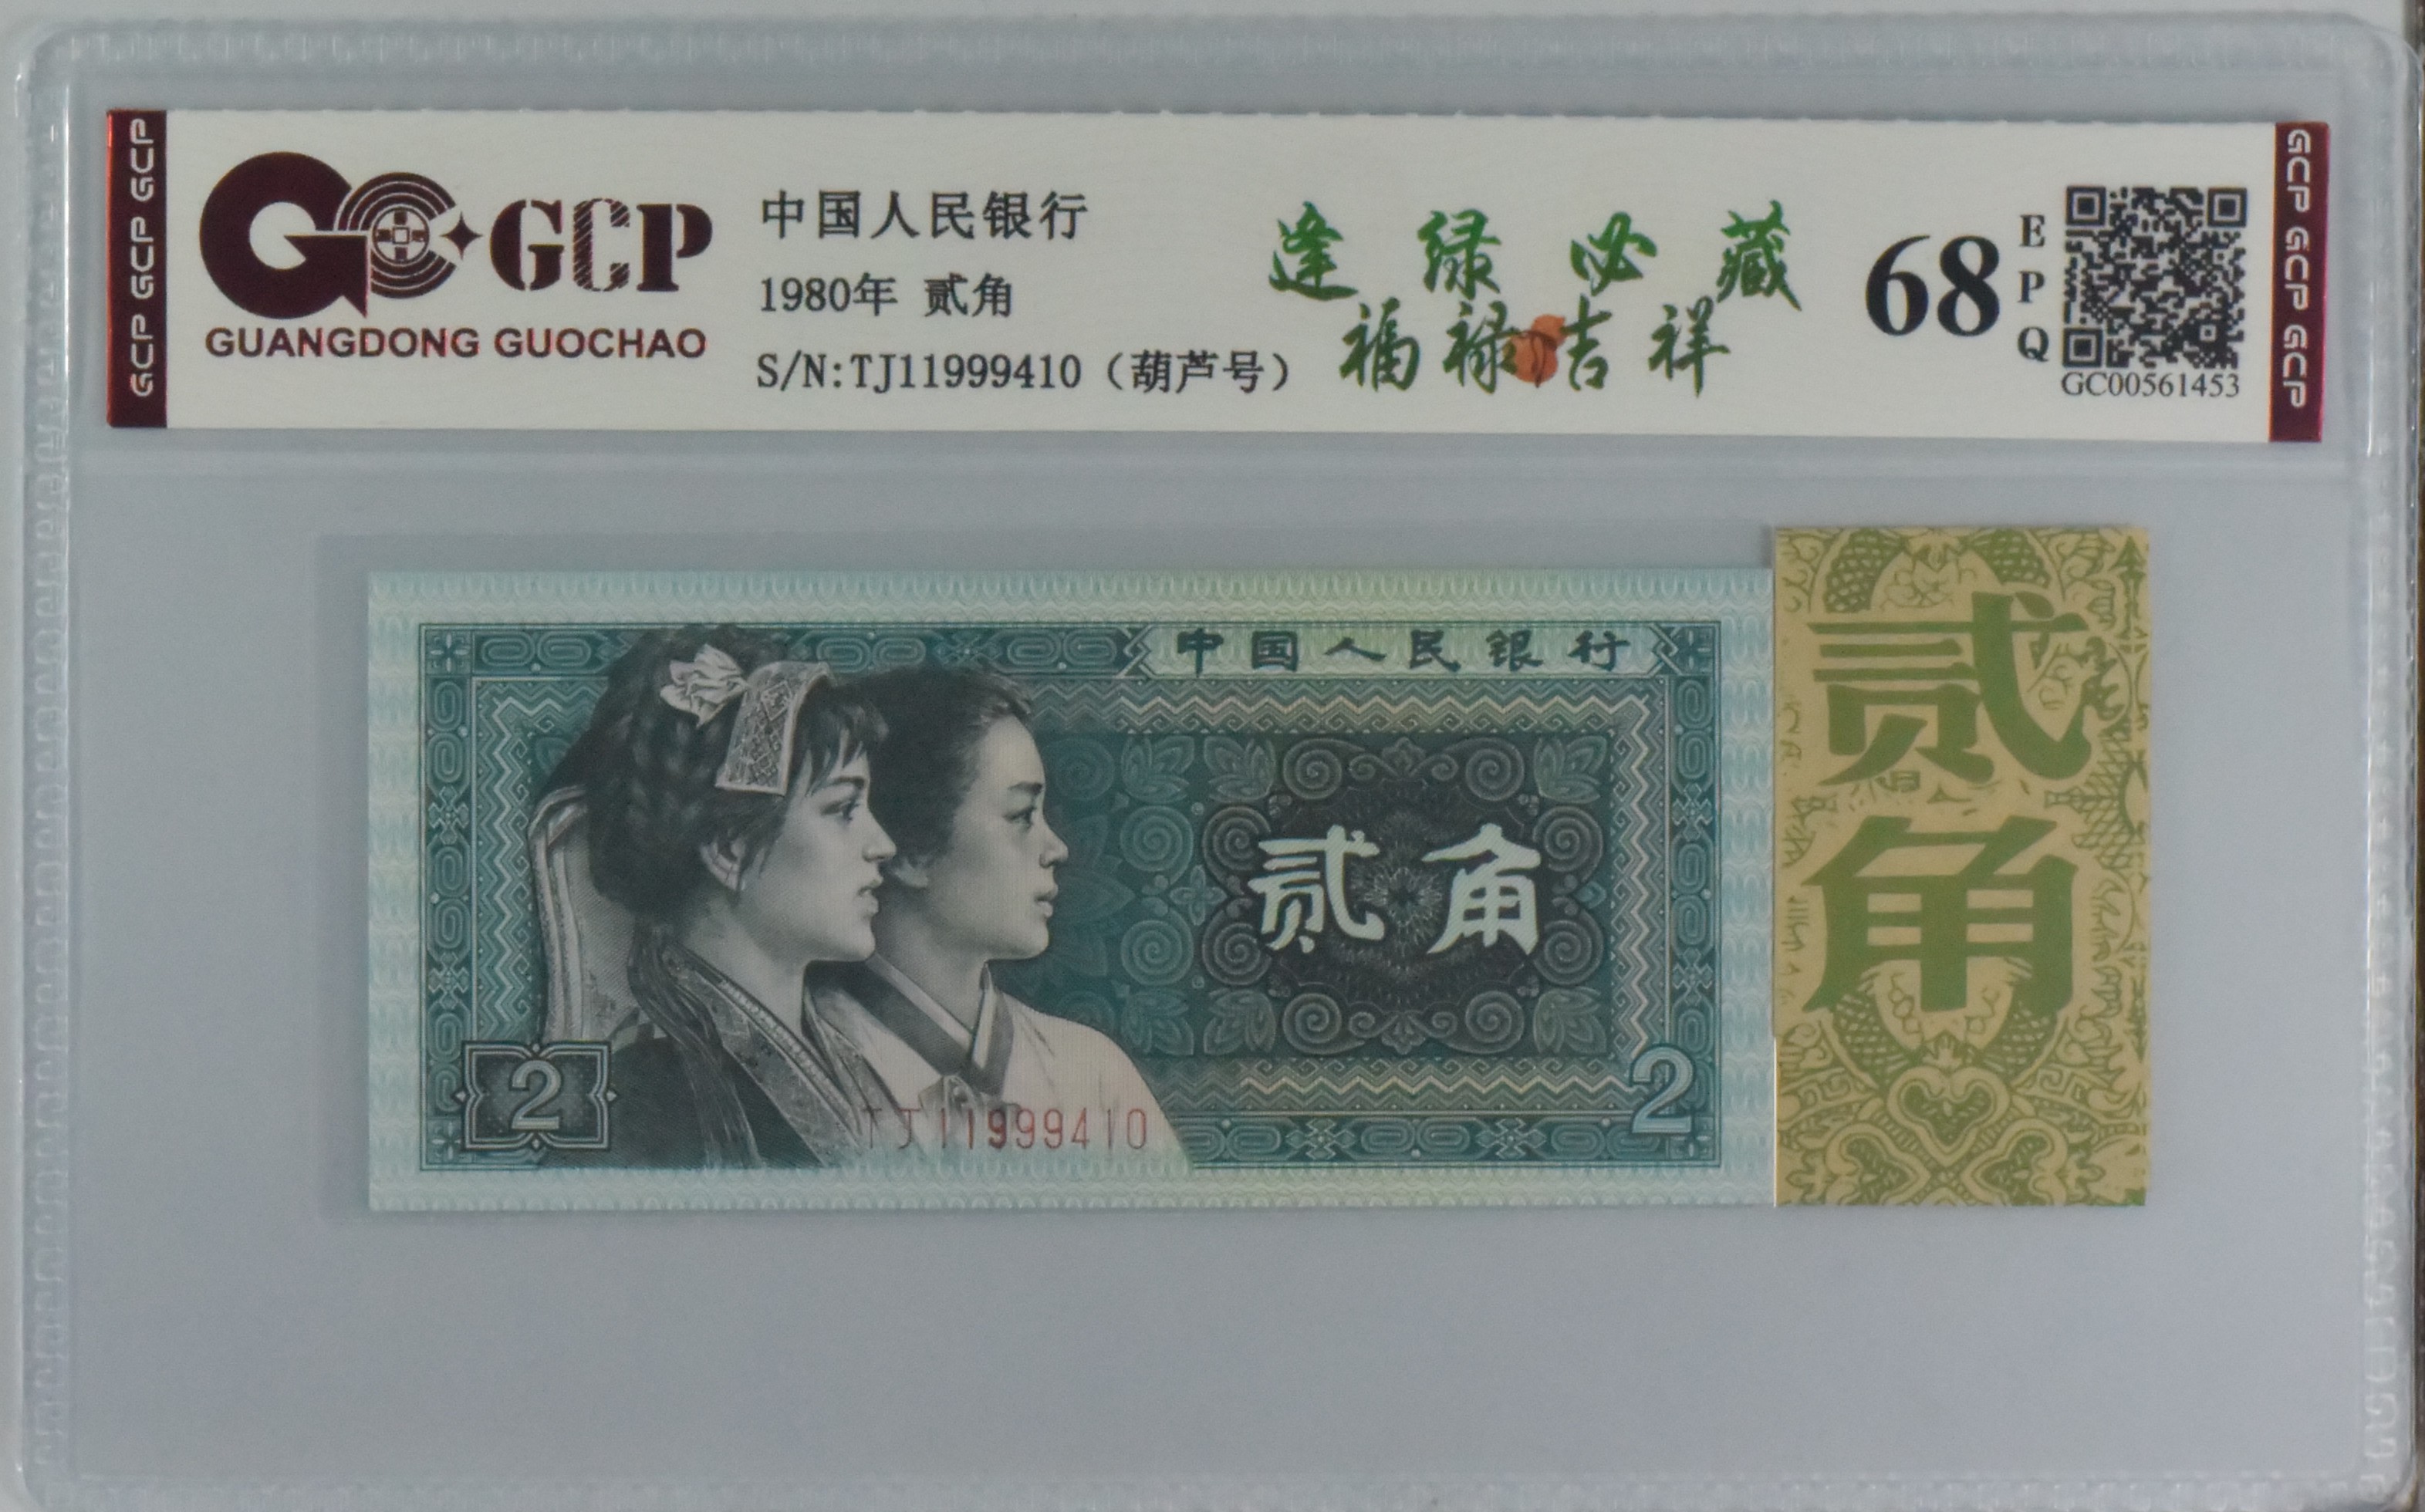 GCP GCP GCP
GCP
GUANGDONG GUOCHAO
中国人民银行
1980年 贰角
S/N:TJ11999410（葫芦号）
逢绿必藏
福禄吉祥
68
EPQ
GC00561453
GCP GCP GCP
中国人民银行
贰角
2
TJ11999410
2
贰角